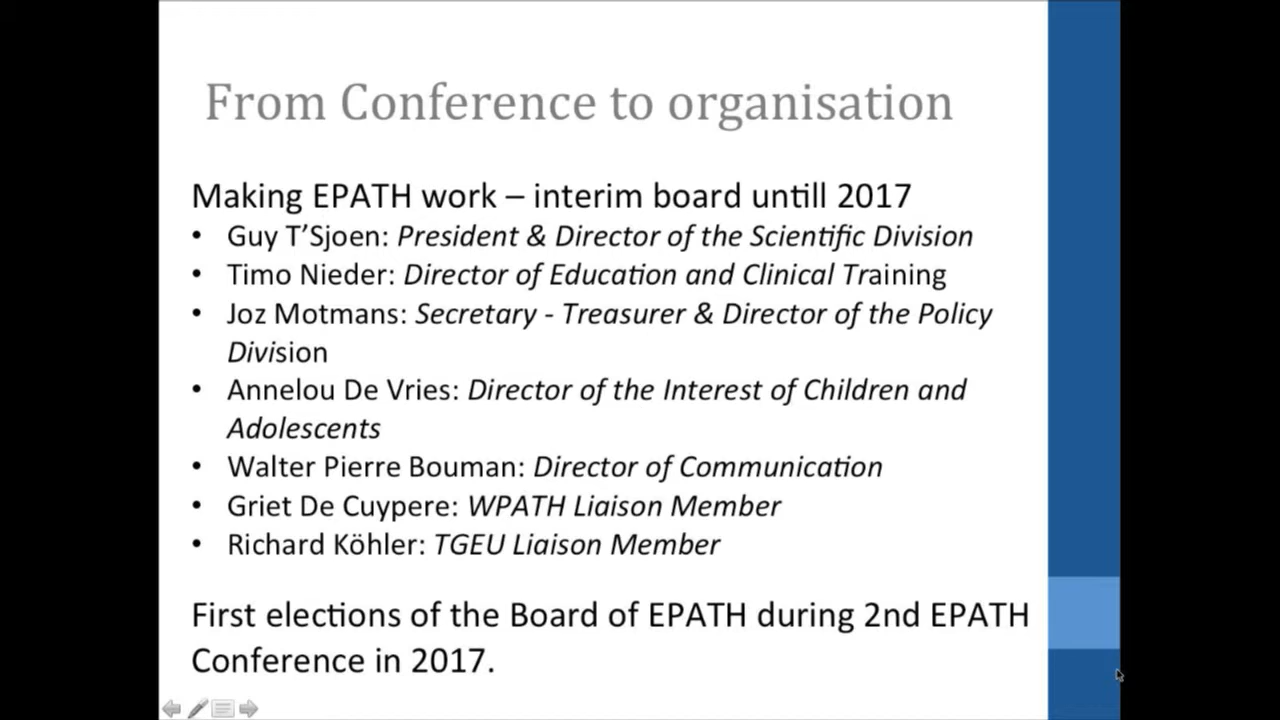 From Conference to organisation
Making EPATH work – interim board untill 2017
• Guy T’Sjoen: President & Director of the Scientific Division
• Timo Nieder: Director of Education and Clinical Training
• Joz Motmans: Secretary - Treasurer & Director of the Policy
Division
• Annelou De Vries: Director of the Interest of Children and
Adolescents
• Walter Pierre Bouman: Director of Communication
• Griet De Cuypere: WPATH Liaison Member
• Richard Köhler: TGEU Liaison Member
First elections of the Board of EPATH during 2nd EPATH
Conference in 2017.